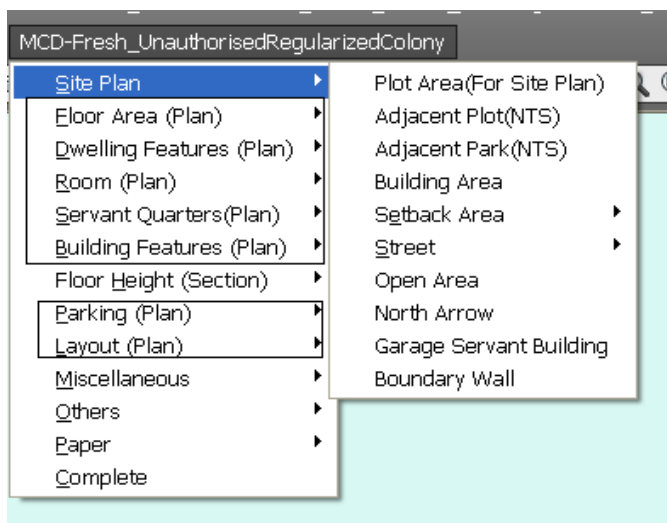 MCD-Fresh_UnauthorisedRegularizedColony
Site Plan
Floor Area (Plan)
Dwelling Features (Plan)
Room (Plan)
Servant Quarters(Plan)
Building Features (Plan)
Floor Height (Section)
Parking (Plan)
Layout (Plan)
Miscellaneous
Others
Paper
Complete
Plot Area(For Site Plan)
Adjacent Plot(NTS)
Adjacent Park(NTS)
Building Area
Setback Area
Street
Open Area
North Arrow
Garage Servant Building
Boundary Wall